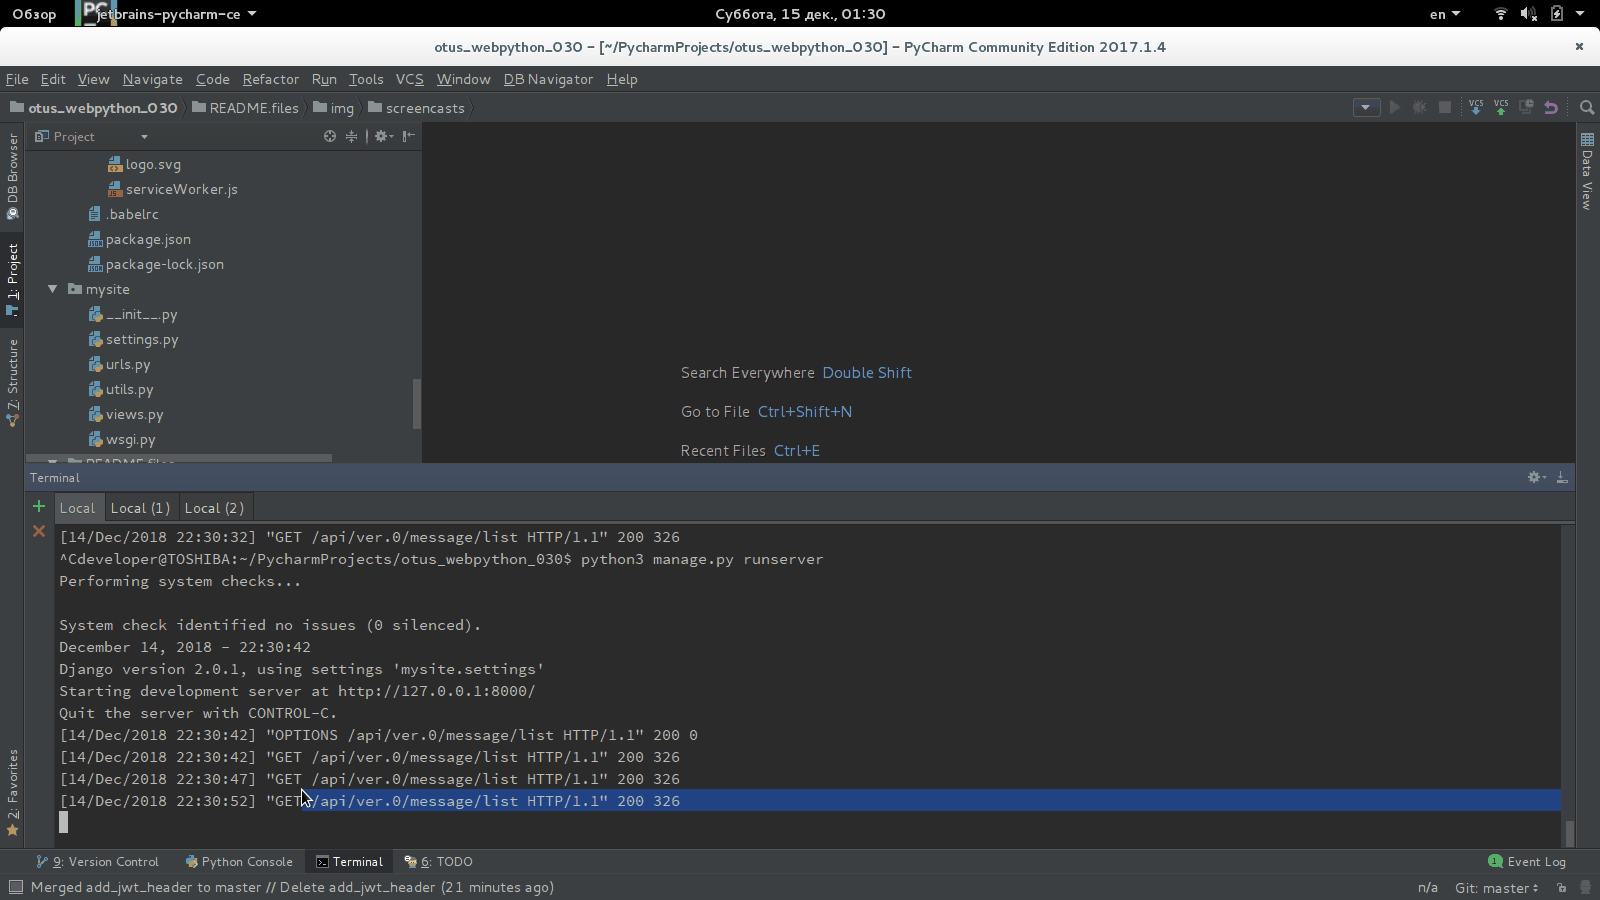 Обзор jetbrains-pycharm-ce Суббота, 15 дек., 01:30 en
otus_webpython_030 – [~/PycharmProjects/otus_webpython_030] – PyCharm Community Edition 2017.1.4
File Edit View Navigate Code Refactor Run Tools VCS Window DB Navigator Help
otus_webpython_030 README.files img screencasts VCS VCS
Project
logo.svg
serviceWorker.js
.babelrc
package.json
package-lock.json
mysite
__init__.py
settings.py
urls.py
utils.py
views.py
wsgi.py
README.files
DB Browser
1: Project
7: Structure
2: Favorites
Data View
Search Everywhere Double Shift
Go to File Ctrl+Shift+N
Recent Files Ctrl+E
Terminal
Local Local (1) Local (2)
[14/Dec/2018 22:30:32] "GET /api/ver.0/message/list HTTP/1.1" 200 326
^Cdeveloper@TOSHIBA:~/PycharmProjects/otus_webpython_030$ python3 manage.py runserver
Performing system checks...
System check identified no issues (0 silenced).
December 14, 2018 – 22:30:42
Django version 2.0.1, using settings 'mysite.settings'
Starting development server at http://127.0.0.1:8000/
Quit the server with CONTROL-C.
[14/Dec/2018 22:30:42] "OPTIONS /api/ver.0/message/list HTTP/1.1" 200 0
[14/Dec/2018 22:30:42] "GET /api/ver.0/message/list HTTP/1.1" 200 326
[14/Dec/2018 22:30:47] "GET /api/ver.0/message/list HTTP/1.1" 200 326
[14/Dec/2018 22:30:52] "GET /api/ver.0/message/list HTTP/1.1" 200 326
9: Version Control Python Console Terminal 6: TODO 1 Event Log
Merged add_jwt_header to master // Delete add_jwt_header (21 minutes ago) n/a Git: master